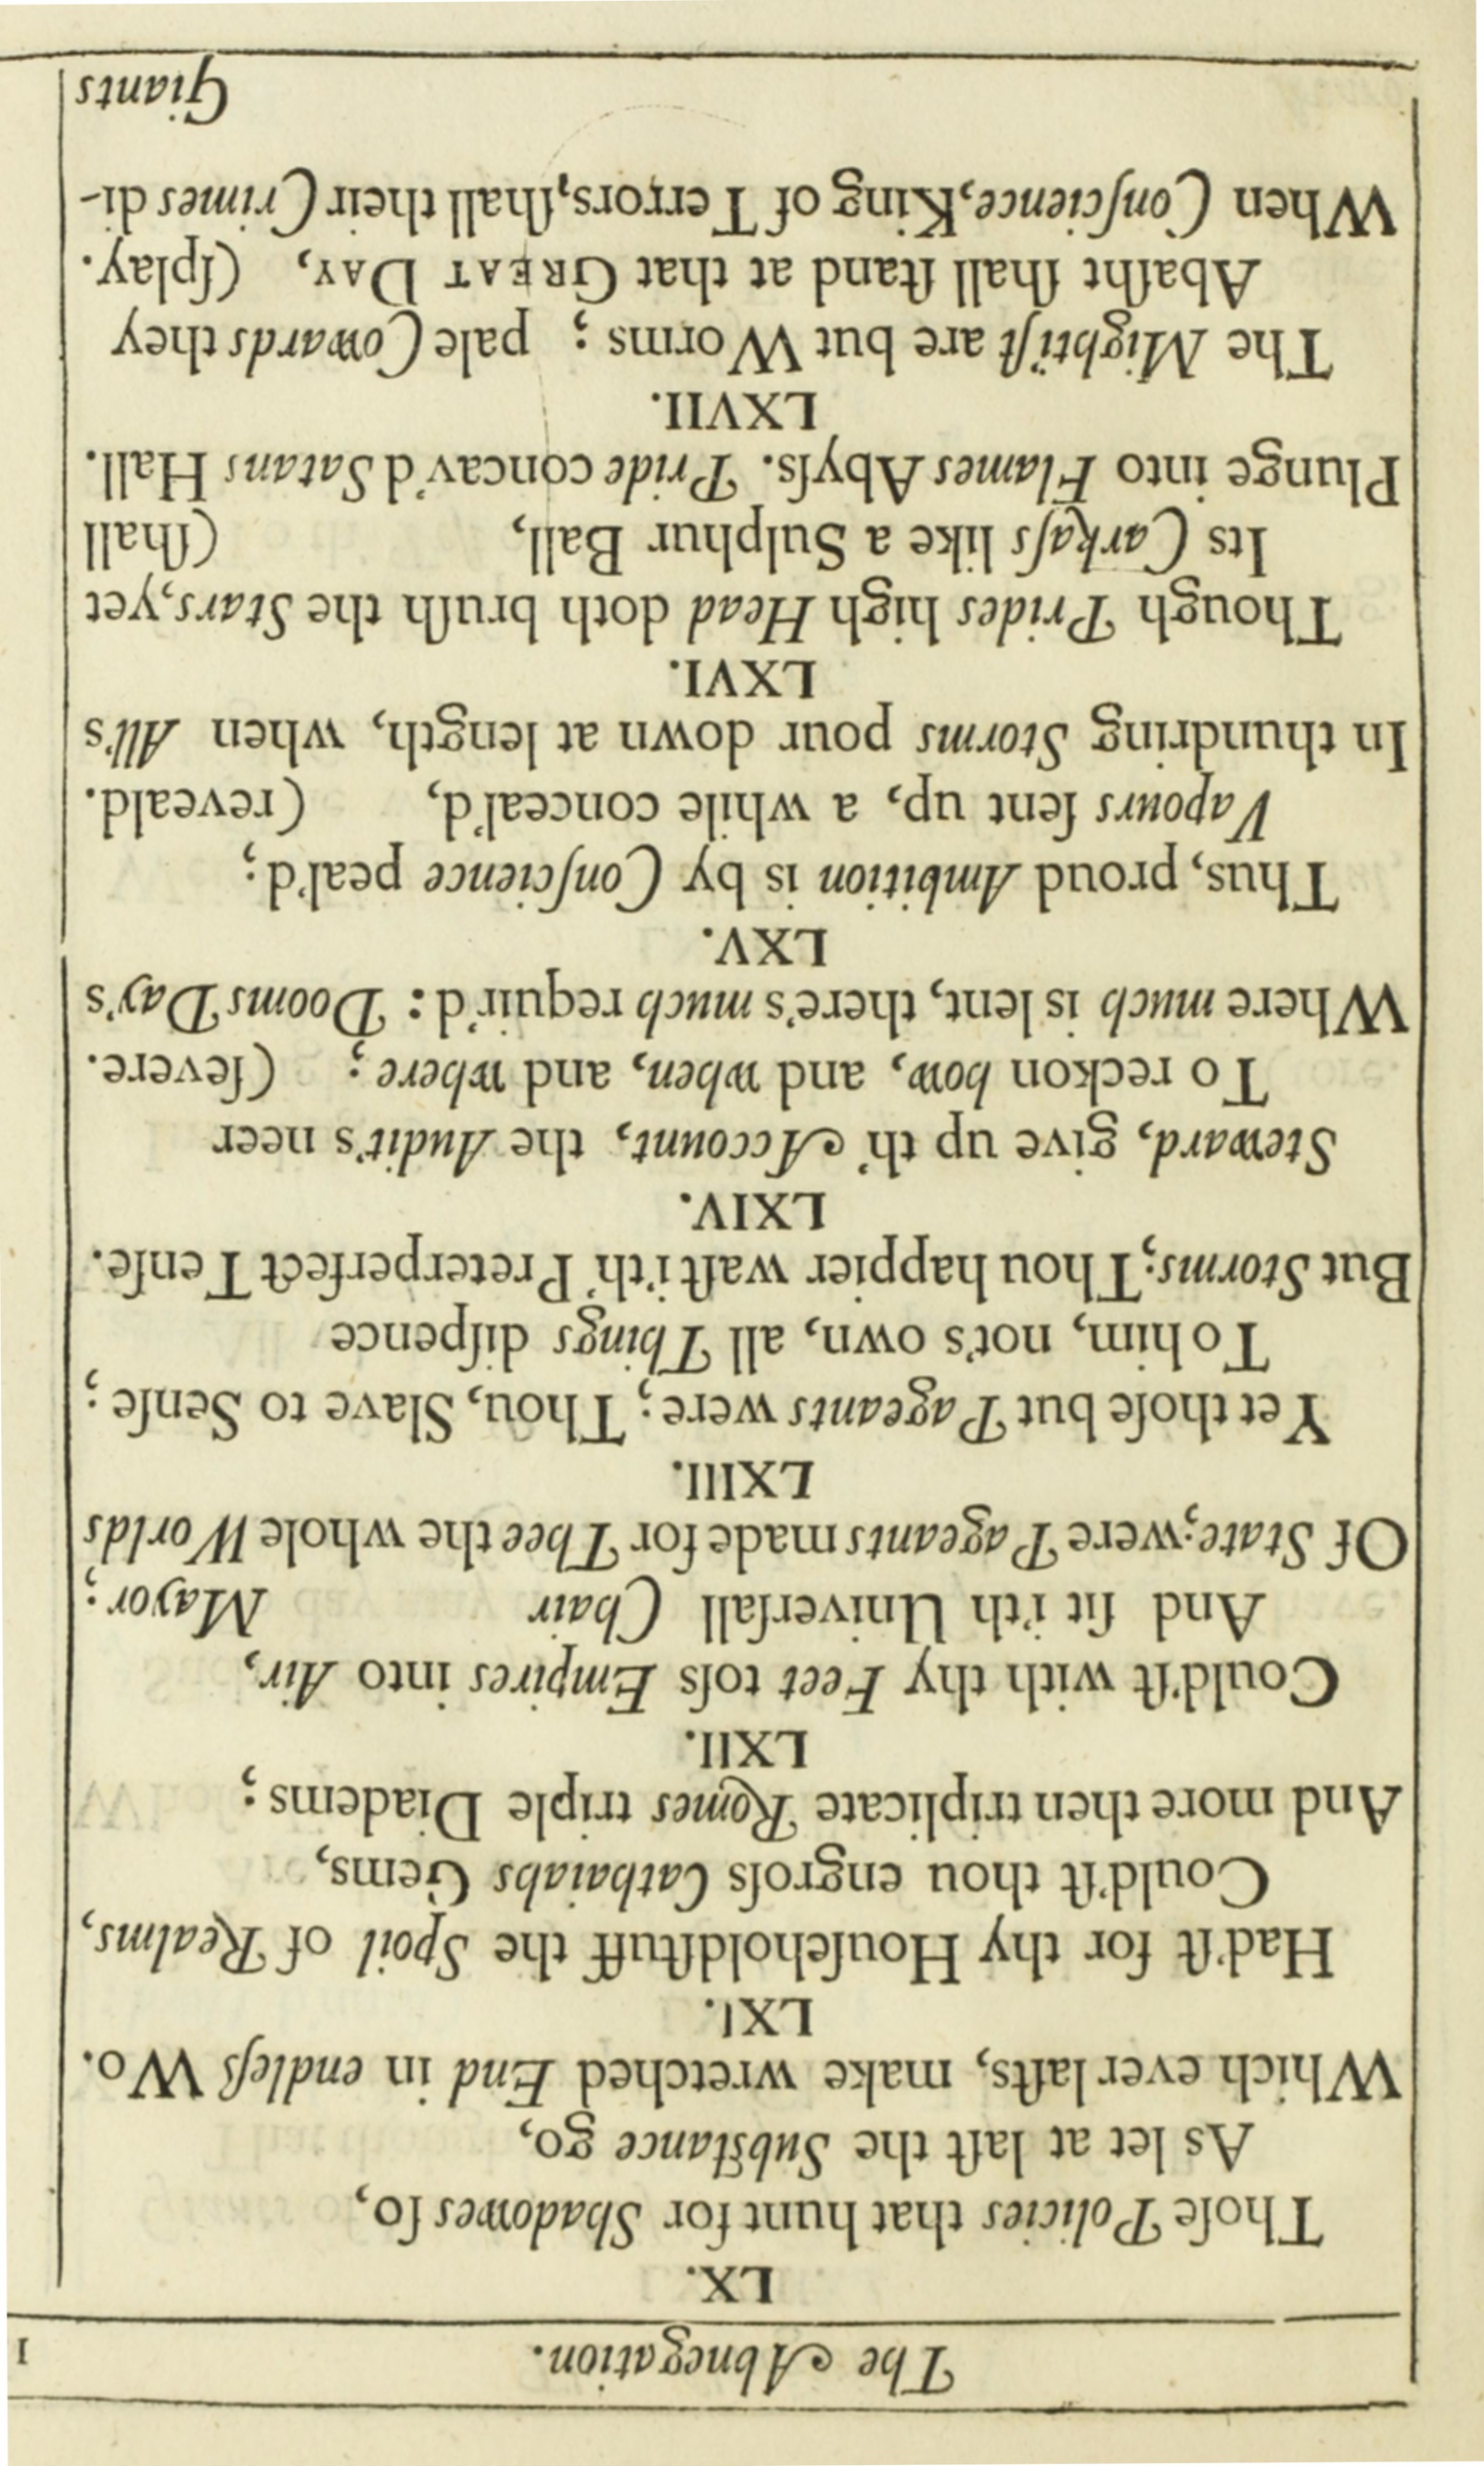 The Abnegation. 1
LX.
Thoſe Policies that hunt for Shadowes ſo,
As let at laſt the Subſtance go,
Which ever laſts, make wretched End in endleſs Wo.
LXI.
Had'ſt for thy Houſeholdſtuff the Spoil of Realms,
Could'ſt thou engroſs Cathaiahs Gems,
And more then triplicate Romes triple Diadems;
LXII.
Could'ſt with thy Feet toſs Empires into Air,
And ſit i'th Univerſall Chair Mayor;
Of State; were Pageants made for Thee the whole Worlds
LXIII.
Yet thoſe but Pageants were; Thou, Slave to Senſe;
To him, not's own, all Things diſpence
But Storms; Thou happier waſt i'th' Preterperfect Tenſe.
LXIV.
Steward, give up th' Account, the Audit's neer
To reckon how, and when, and where; (ſevere.
Where much is lent, there's much requir'd: Dooms Day's
LXV.
Thus, proud Ambition is by Conſcience peal'd;
Vapours ſent up, a while conceal'd, (reveald.
In thundring Storms pour down at length, when All's
LXVI.
Though Prides high Head doth bruſh the Stars, yet
Its Carkaſs like a Sulphur Ball, (ſhall
Plunge into Flames Abyſs. Pride concav'd Satans Hall.
LXVII.
The Mighti'ſt are but Worms; pale Cowards they
Abaſht ſhall ſtand at that GREAT DAY, (ſplay.
When Conſcience, King of Terrors, ſhall their Crimes di-
Giants